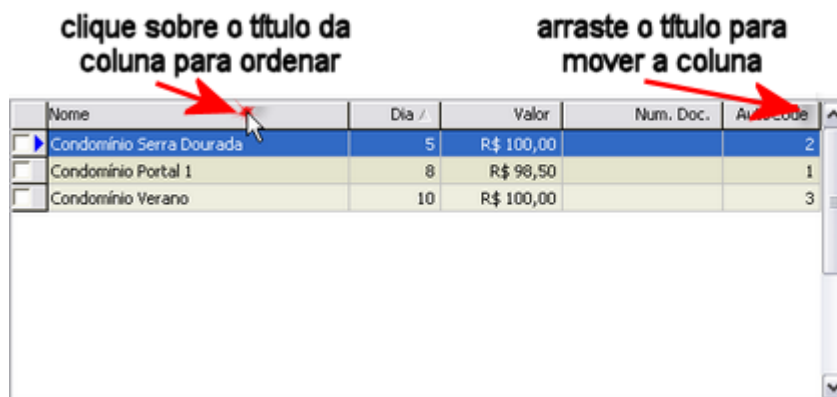 clique sobre o título da
coluna para ordenar
arraste o título para
mover a coluna
Nome Dia Valor Num. Doc. AutoCode
Condomínio Serra Dourada 5 R$ 100,00 2
Condomínio Portal 1 8 R$ 98,50 1
Condomínio Verano 10 R$ 100,00 3